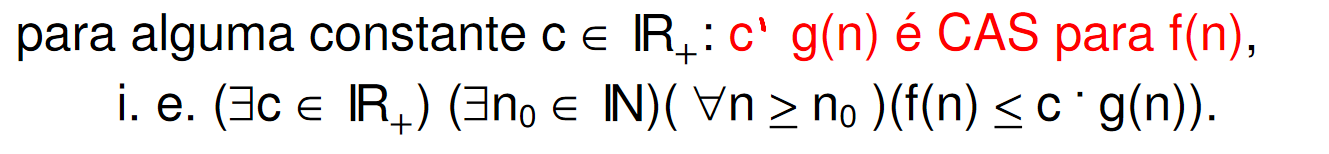 para alguma constante c ∈ ℝ₊: c · g(n) é CAS para f(n),
i. e. (∃c ∈ ℝ₊) (∃n₀ ∈ ℕ)( ∀n ≥ n₀ )(f(n) ≤ c · g(n)).